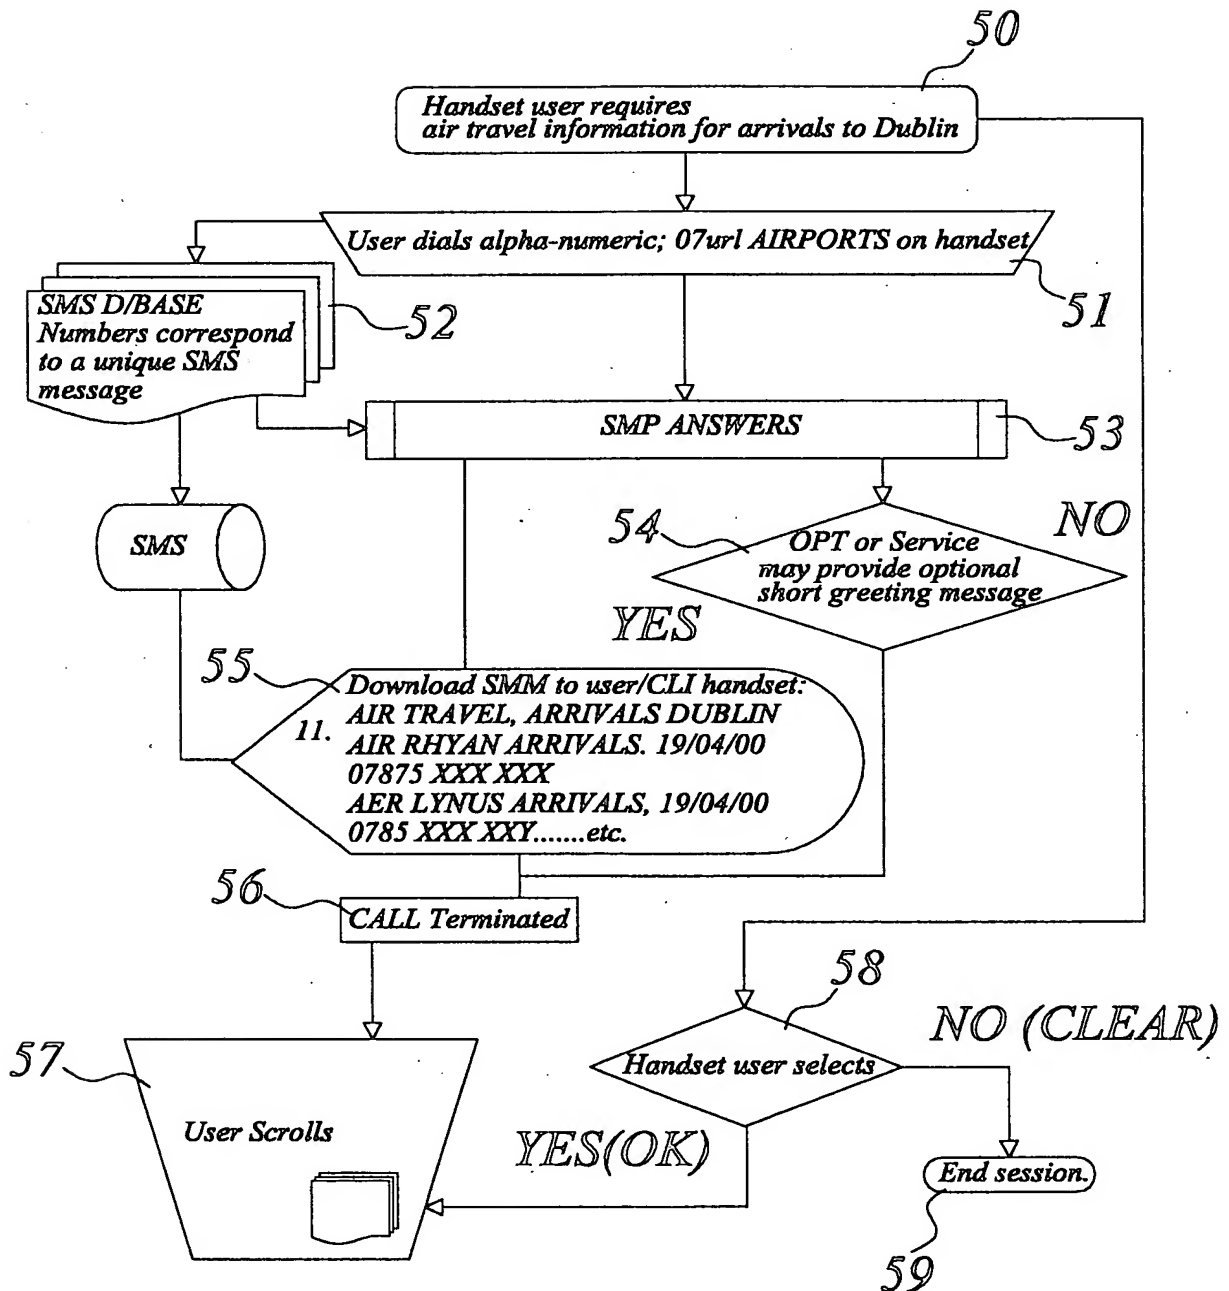 50
Handset user requires
air travel information for arrivals to Dublin
User dials alpha-numeric; 07url AIRPORTS on handset
51
SMS D/BASE
Numbers correspond
to a unique SMS
message
52
SMP ANSWERS
53
SMS
54
OPT or Service
may provide optional
short greeting message
NO
YES
55
Download SMM to user/CLI handset:
11.
AIR TRAVEL, ARRIVALS DUBLIN
AIR RHYAN ARRIVALS. 19/04/00
07875 XXX XXX
AER LYNUS ARRIVALS, 19/04/00
0785 XXX XXY.......etc.
56
CALL Terminated
58
Handset user selects
NO (CLEAR)
57
User Scrolls
YES(OK)
End session.
59